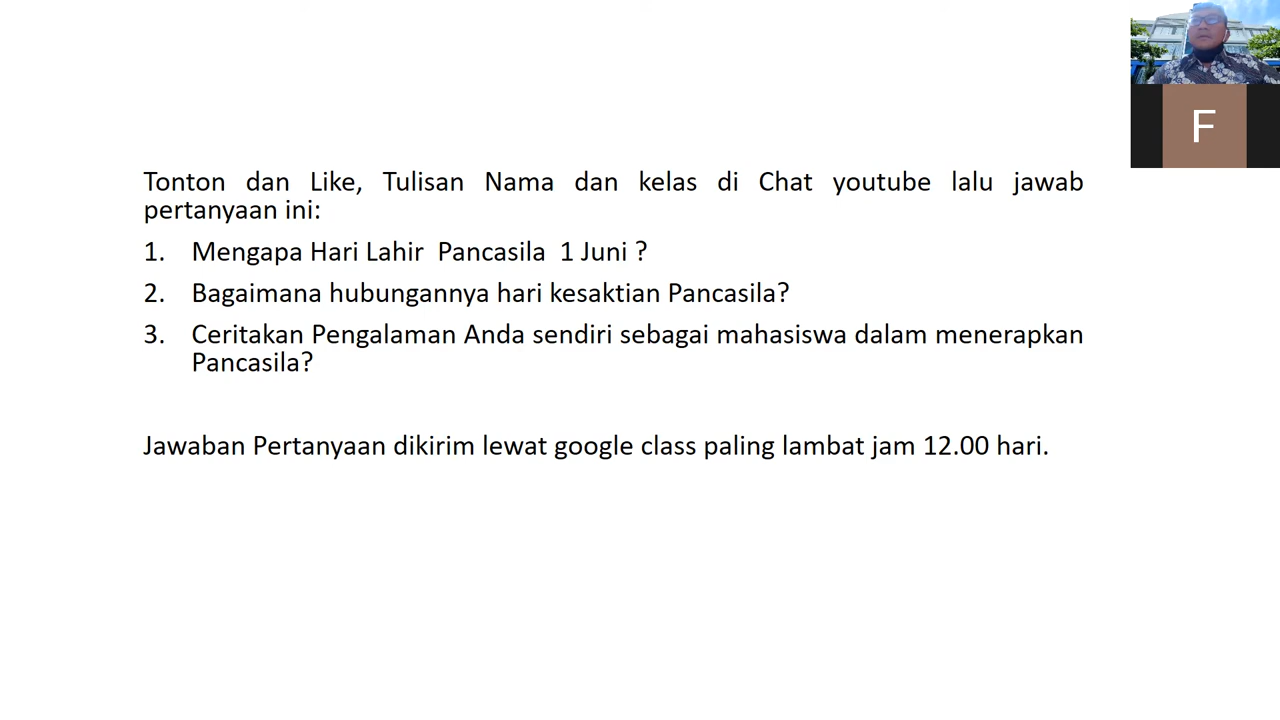 Tonton dan Like, Tulisan Nama dan kelas di Chat youtube lalu jawab
pertanyaan ini:
1. Mengapa Hari Lahir Pancasila 1 Juni ?
2. Bagaimana hubungannya hari kesaktian Pancasila?
3. Ceritakan Pengalaman Anda sendiri sebagai mahasiswa dalam menerapkan
Pancasila?
Jawaban Pertanyaan dikirim lewat google class paling lambat jam 12.00 hari.
F